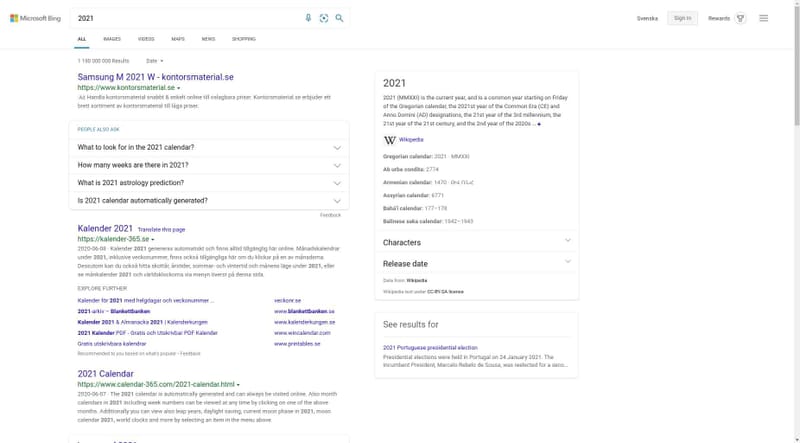 Microsoft Bing
2021
Svenska
Sign in
Rewards
ALL
IMAGES
VIDEOS
MAPS
NEWS
SHOPPING
1 190 000 000 Results
Date
Samsung M 2021 W - kontorsmaterial.se
https://www.kontorsmaterial.se
Ad Handla kontorsmaterial snabbt & enkelt online till oslagbara priser. Kontorsmaterial.se erbjuder ett
brett sortiment av kontorsmaterial till låga priser.
PEOPLE ALSO ASK
What to look for in the 2021 calendar?
How many weeks are there in 2021?
What is 2021 astrology prediction?
Is 2021 calendar automatically generated?
Feedback
Kalender 2021 Translate this page
https://kalender-365.se
2020-06-08 · Kalender 2021 genereras automatiskt och finns alltid tillgänglig här online. Månadskalendrar
under 2021, inklusive veckonummer, finns också tillgängliga här om du klickar på en av månaderna.
Dessutom kan du också hitta skottår, årstider, sommar- och vintertid och månens läge under 2021, eller
se månkalender 2021 och världsklockorna via menyn överst på denna sida.
EXPLORE FURTHER
Kalender för 2021 med helgdagar och veckonummer ...
veckonr.se
2021-arkiv – Blankettbanken
www.blankettbanken.se
Kalender 2021 & Almanacka 2021 | Kalenderkungen
www.kalenderkungen.se
2021 Kalender PDF - Gratis och Utskrivbar PDF Kalender
www.wincalendar.com
Gratis utskrivbara kalendrar
www.printables.se
Recommended to you based on what's popular · Feedback
2021 Calendar
https://www.calendar-365.com/2021-calendar.html
2020-06-07 · The 2021 calendar is automatically generated and can always be visited online. Also month
calendars in 2021 including week numbers can be viewed at any time by clicking on one of the above
months. Additionally you can view also leap years, daylight saving, current moon phase in 2021, moon
calendar 2021, world clocks and more by selecting an item in the menu above.
2021
2021 (MMXXI) is the current year, and is a common year starting on Friday
of the Gregorian calendar, the 2021st year of the Common Era (CE) and
Anno Domini (AD) designations, the 21st year of the 3rd millennium, the
21st year of the 21st century, and the 2nd year of the 2020s ...
W Wikipedia
Gregorian calendar: 2021 · MMXXI
Ab urbe condita: 2774
Armenian calendar: 1470
Assyrian calendar: 6771
Bahá'í calendar: 177–178
Balinese saka calendar: 1942–1943
Characters
Release date
Data from: Wikipedia
Wikipedia text under CC-BY-SA license
See results for
2021 Portuguese presidential election
Presidential elections were held in Portugal on 24 January 2021. The
incumbent President, Marcelo Rebelo de Sousa, was reelected for a seco...